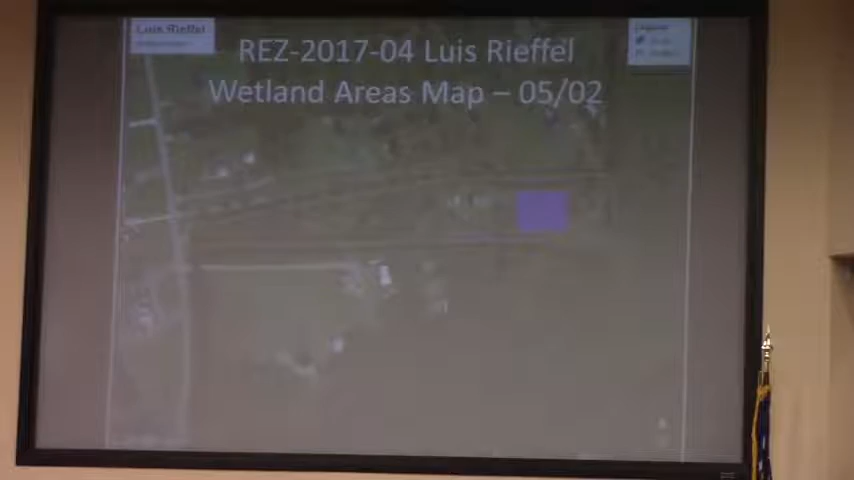 Luis Rieffel
REZ-2017-04 Luis Rieffel
Wetland Areas Map – 05/02